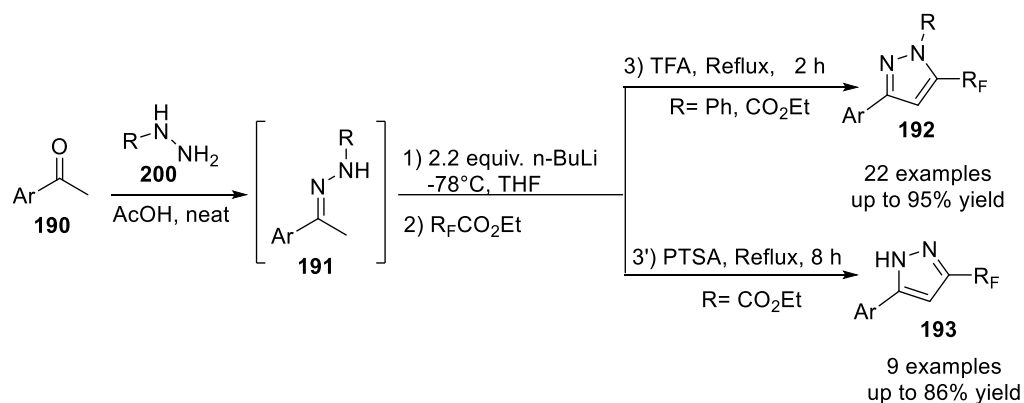 O
Ar
190
H
R
N
NH2
200
AcOH, neat
R
NH
N
Ar
191
1) 2.2 equiv. n-BuLi
-78°C, THF
2) RFCO2Et
3) TFA, Reflux, 2 h
R= Ph, CO2Et
R
N
N
RF
Ar
192
22 examples
up to 95% yield
3') PTSA, Reflux, 8 h
R= CO2Et
HN
N
RF
Ar
193
9 examples
up to 86% yield